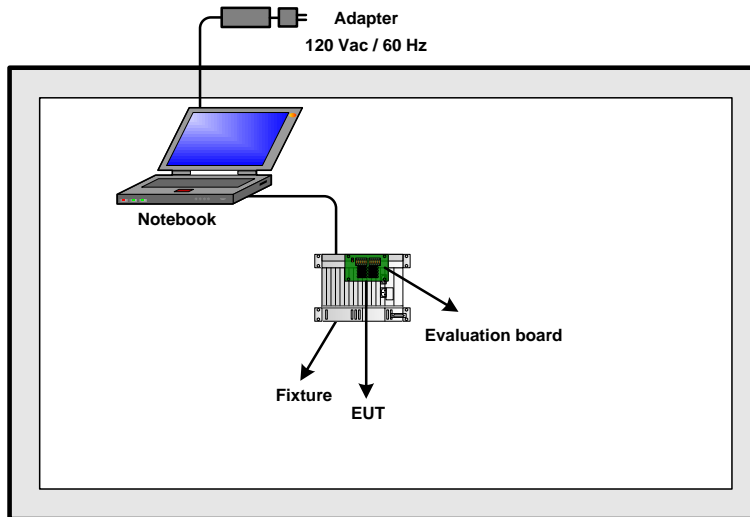 Adapter
120 Vac / 60 Hz
Notebook
Evaluation board
Fixture
EUT